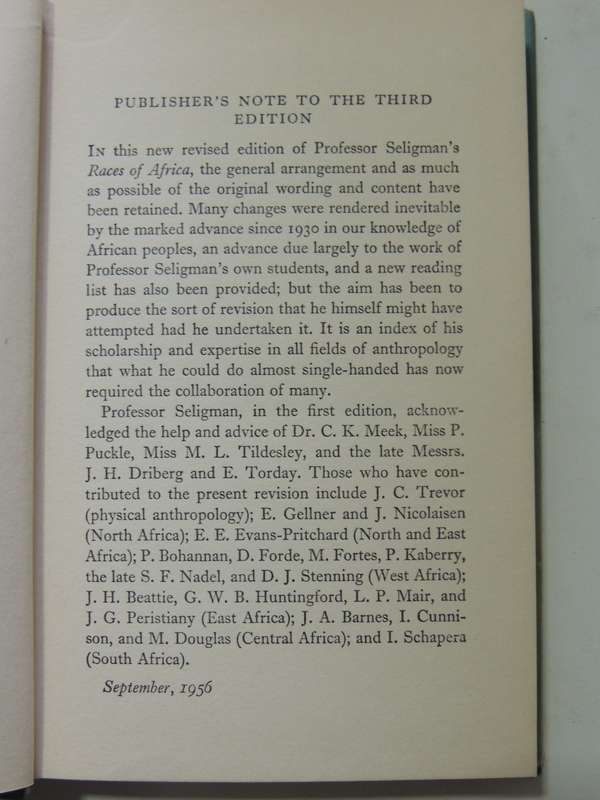 PUBLISHER'S NOTE TO THE THIRD
EDITION
In this new revised edition of Professor Seligman's
Races of Africa, the general arrangement and as much
as possible of the original wording and content have
been retained. Many changes were rendered inevitable
by the marked advance since 1930 in our knowledge of
African peoples, an advance due largely to the work of
Professor Seligman's own students, and a new reading
list has also been provided; but the aim has been to
produce the sort of revision that he himself might have
attempted had he undertaken it. It is an index of his
scholarship and expertise in all fields of anthropology
that what he could do almost single-handed has now
required the collaboration of many.
Professor Seligman, in the first edition, acknow-
ledged the help and advice of Dr. C. K. Meek, Miss P.
Puckle, Miss M. L. Tildesley, and the late Messrs.
J. H. Driberg and E. Torday. Those who have con-
tributed to the present revision include J. C. Trevor
(physical anthropology); E. Gellner and J. Nicolaisen
(North Africa); E. E. Evans-Pritchard (North and East
Africa); P. Bohannan, D. Forde, M. Fortes, P. Kaberry,
the late S. F. Nadel, and D. J. Stenning (West Africa);
J. H. Beattie, G. W. B. Huntingford, L. P. Mair, and
J. G. Peristiany (East Africa); J. A. Barnes, I. Cunni-
son, and M. Douglas (Central Africa); and I. Schapera
(South Africa).
September, 1956